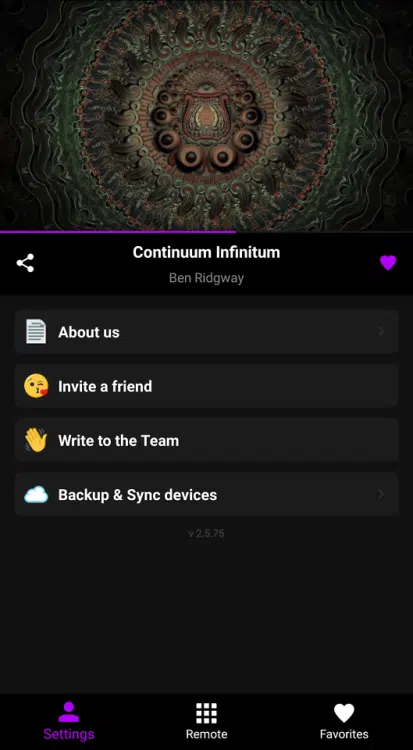 Continuum Infinitum
Ben Ridgway
About us
Invite a friend
Write to the Team
Backup & Sync devices
v 2.5.75
Settings
Remote
Favorites